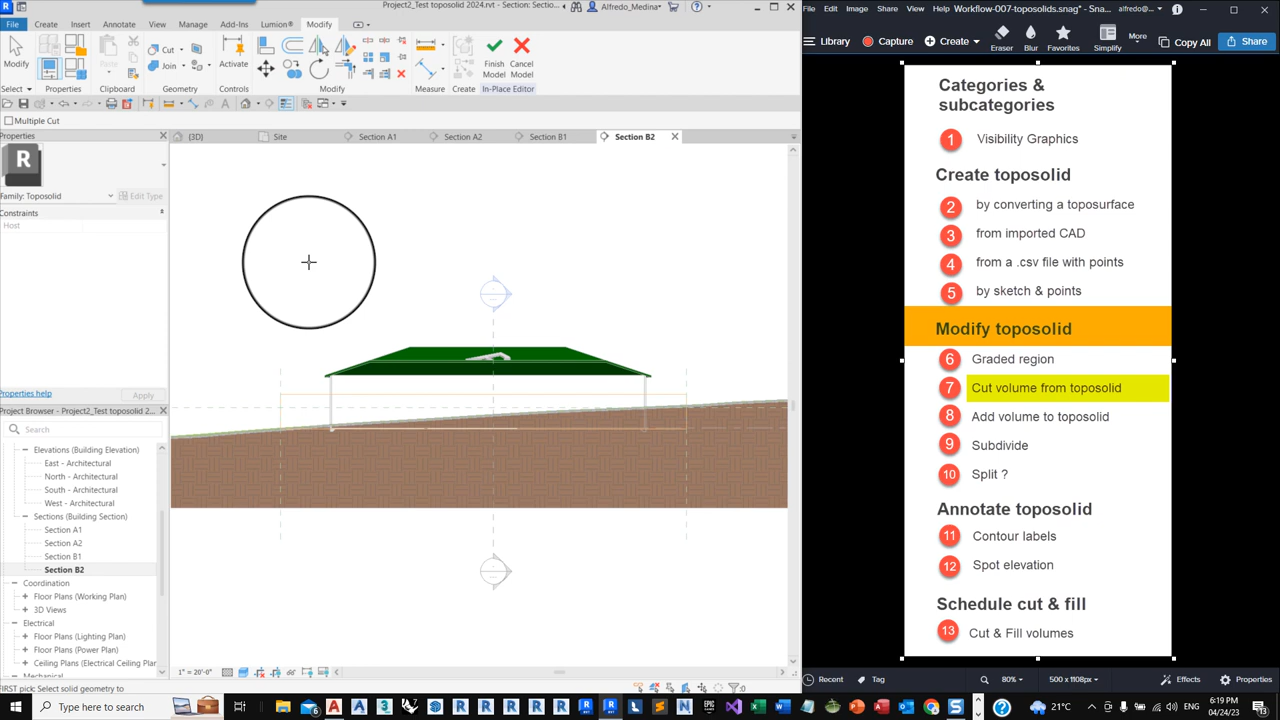 Project2_Test toposolid 2024.rvt - Section: Sectio...
Alfredo_Medina
File Create Insert Annotate View Manage Add-Ins Lumion® Modify
Modify
Cut
Join
Activate
Finish Model
Cancel Model
Select Properties Clipboard Geometry Controls Modify Measure Create In-Place Editor
Multiple Cut
Properties
{3D}
Site
Section A1
Section A2
Section B1
Section B2
Family: Toposolid
Edit Type
Constraints
Host
Properties help
Apply
Project Browser - Project2_Test toposolid 2...
Search
Elevations (Building Elevation)
East - Architectural
North - Architectural
South - Architectural
West - Architectural
Sections (Building Section)
Section A1
Section A2
Section B1
Section B2
Coordination
Floor Plans (Working Plan)
3D Views
Electrical
Floor Plans (Lighting Plan)
Floor Plans (Power Plan)
Ceiling Plans (Electrical Ceiling Plar
Mechanical
1" = 20'-0"
FIRST pick: Select solid geometry to
:0
File Edit Image Share View Help Workflow-007-toposolids.snag* - Snag...
alfredo_...
Library
Capture
Create
Eraser
Blur
Favorites
Simplify
More
Copy All
Share
Categories &
subcategories
1 Visibility Graphics
Create toposolid
2 by converting a toposurface
3 from imported CAD
4 from a .csv file with points
5 by sketch & points
Modify toposolid
6 Graded region
7 Cut volume from toposolid
8 Add volume to toposolid
9 Subdivide
10 Split ?
Annotate toposolid
11 Contour labels
12 Spot elevation
Schedule cut & fill
13 Cut & Fill volumes
Recent
Tag
80%
500 x 1108px
Effects
Properties
Type here to search
21°C
6:19 PM
04/24/23